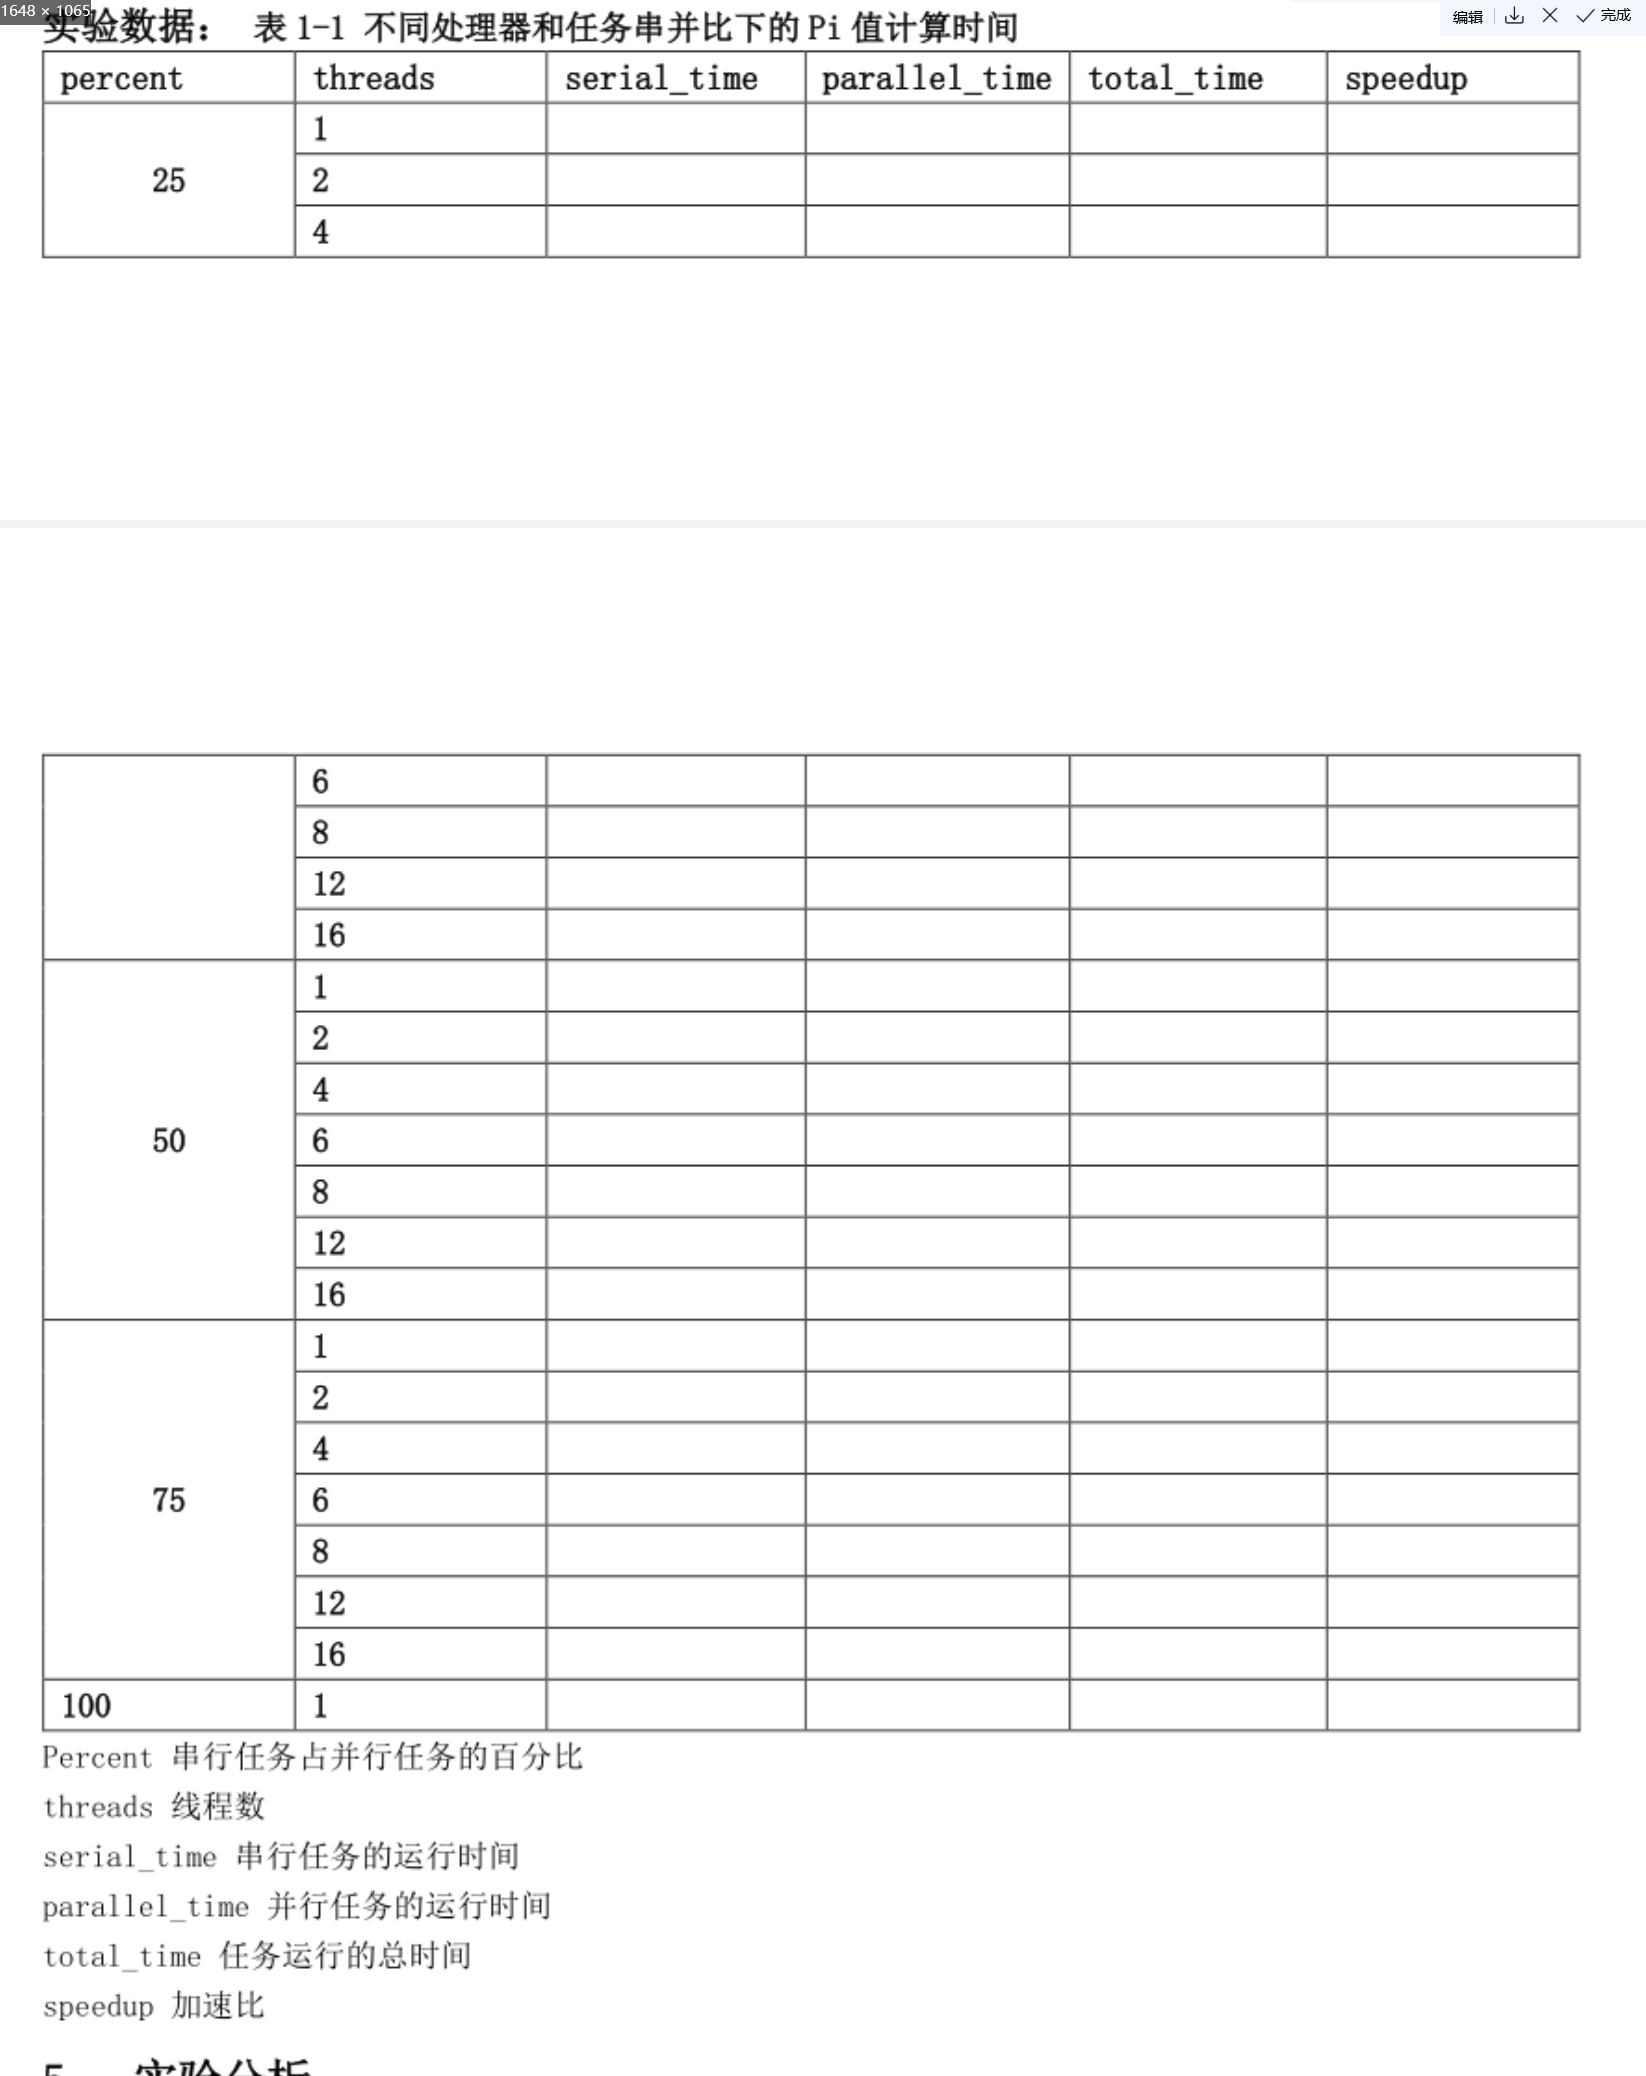 1648 × 1065
编辑 完成
实验数据： 表 1-1 不同处理器和任务串并比下的 Pi 值计算时间
percent threads serial_time parallel_time total_time speedup
25
1
2
4
6
8
12
16
50
1
2
4
6
8
12
16
75
1
2
4
6
8
12
16
100 1
Percent 串行任务占并行任务的百分比
threads 线程数
serial_time 串行任务的运行时间
parallel_time 并行任务的运行时间
total_time 任务运行的总时间
speedup 加速比
5 实验分析